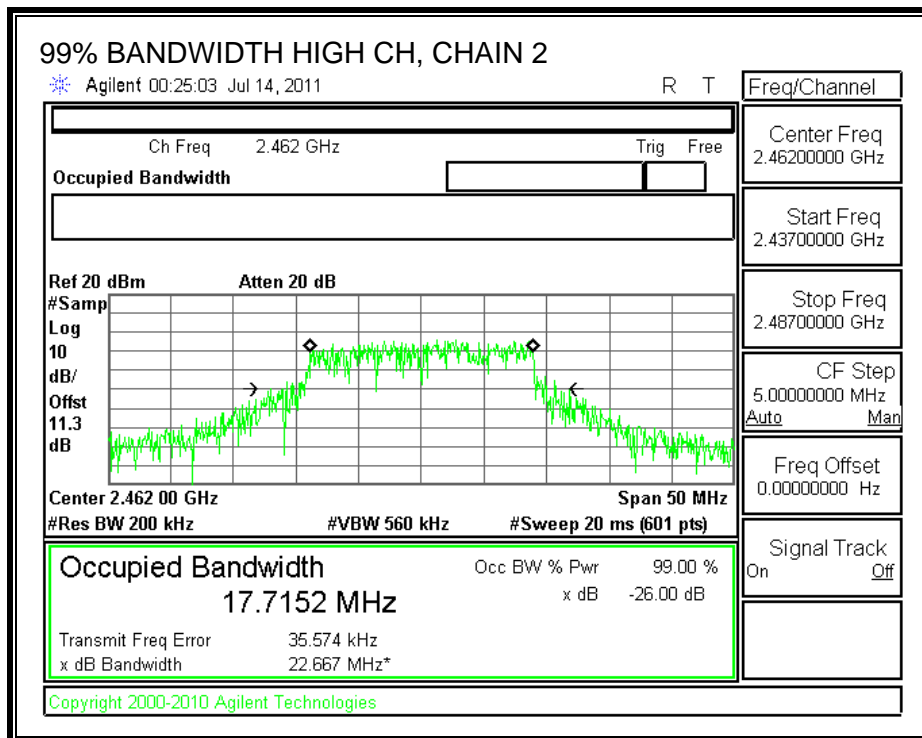 99% BANDWIDTH HIGH CH, CHAIN 2
Agilent 00:25:03 Jul 14, 2011 R T
Ch Freq 2.462 GHz Trig Free
Occupied Bandwidth
Ref 20 dBm Atten 20 dB
#Samp
Log
10
dB/
Offst
11.3
dB
Center 2.462 00 GHz Span 50 MHz
#Res BW 200 kHz #VBW 560 kHz #Sweep 20 ms (601 pts)
Occupied Bandwidth
17.7152 MHz
Occ BW % Pwr 99.00 %
x dB -26.00 dB
Transmit Freq Error 35.574 kHz
x dB Bandwidth 22.667 MHz*
Copyright 2000-2010 Agilent Technologies
Freq/Channel
Center Freq
2.46200000 GHz
Start Freq
2.43700000 GHz
Stop Freq
2.48700000 GHz
CF Step
5.00000000 MHz
Auto Man
Freq Offset
0.00000000 Hz
Signal Track
On Off